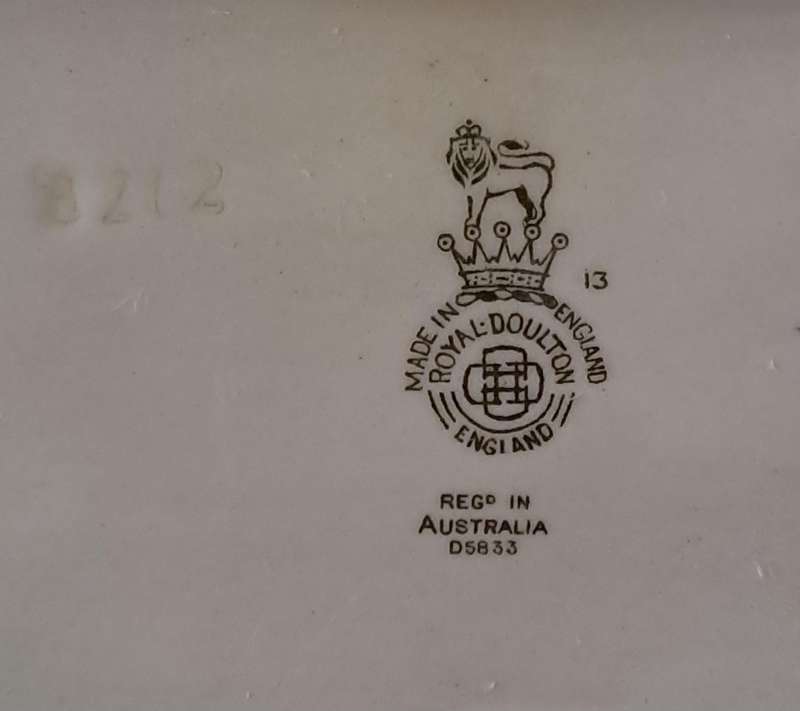 8212
13
MADE IN ENGLAND
ROYAL·DOULTON
ENGLAND
REGᴰ IN
AUSTRALIA
D5833